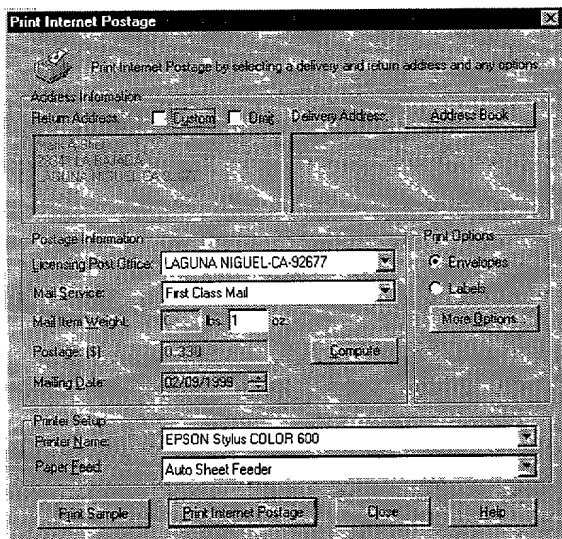 Print Internet Postage
Print Internet Postage by selecting a delivery and return address and any options.
Address Information
Return Address: Custom Omit Delivery Address: Address Book
LAGUNA NIGUEL CA
Postage Information
Print Options
Licensing Post Office: LAGUNA NIGUEL-CA-92677
Envelopes
Mail Service: First Class Mail
Labels
Mail Item Weight: lbs. 1 oz.
More Options
Postage: [$] 0.330 Compute
Mailing Date: 02/09/1999
Printer Setup
Printer Name: EPSON Stylus COLOR 600
Paper Feed: Auto Sheet Feeder
Print Sample Print Internet Postage Close Help